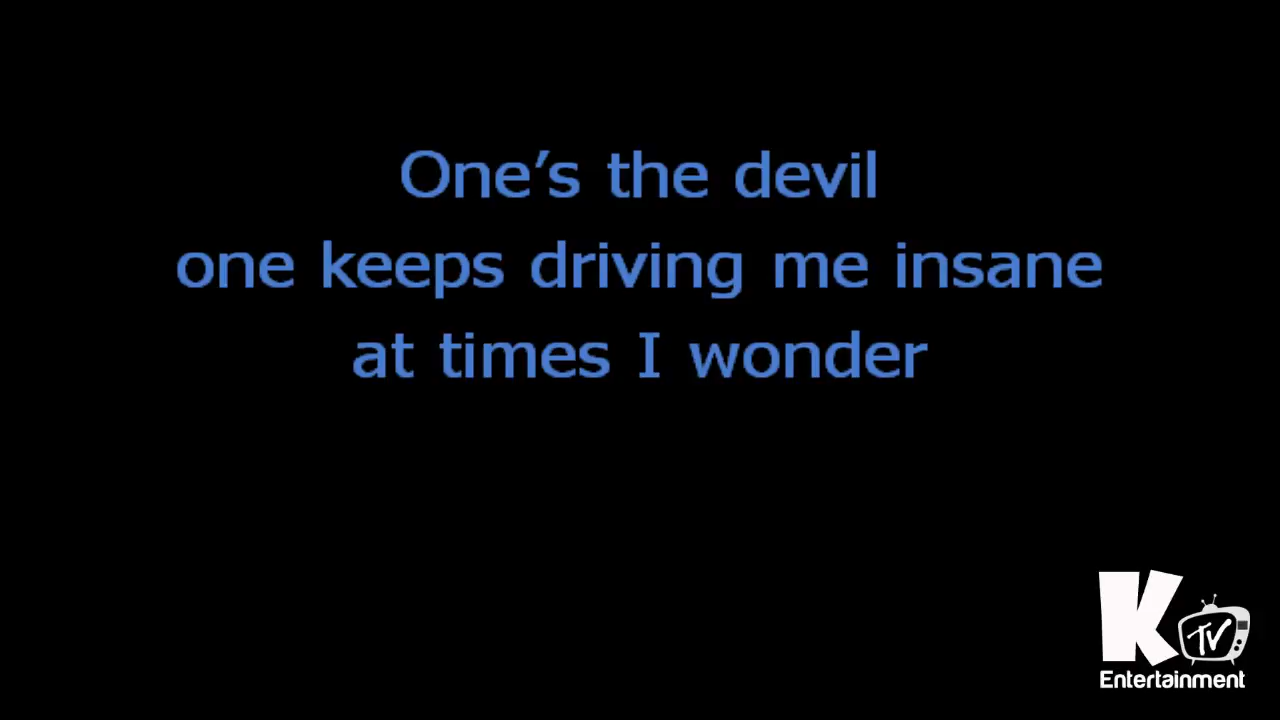 One’s the devil
one keeps driving me insane
at times I wonder
K TV
Entertainment